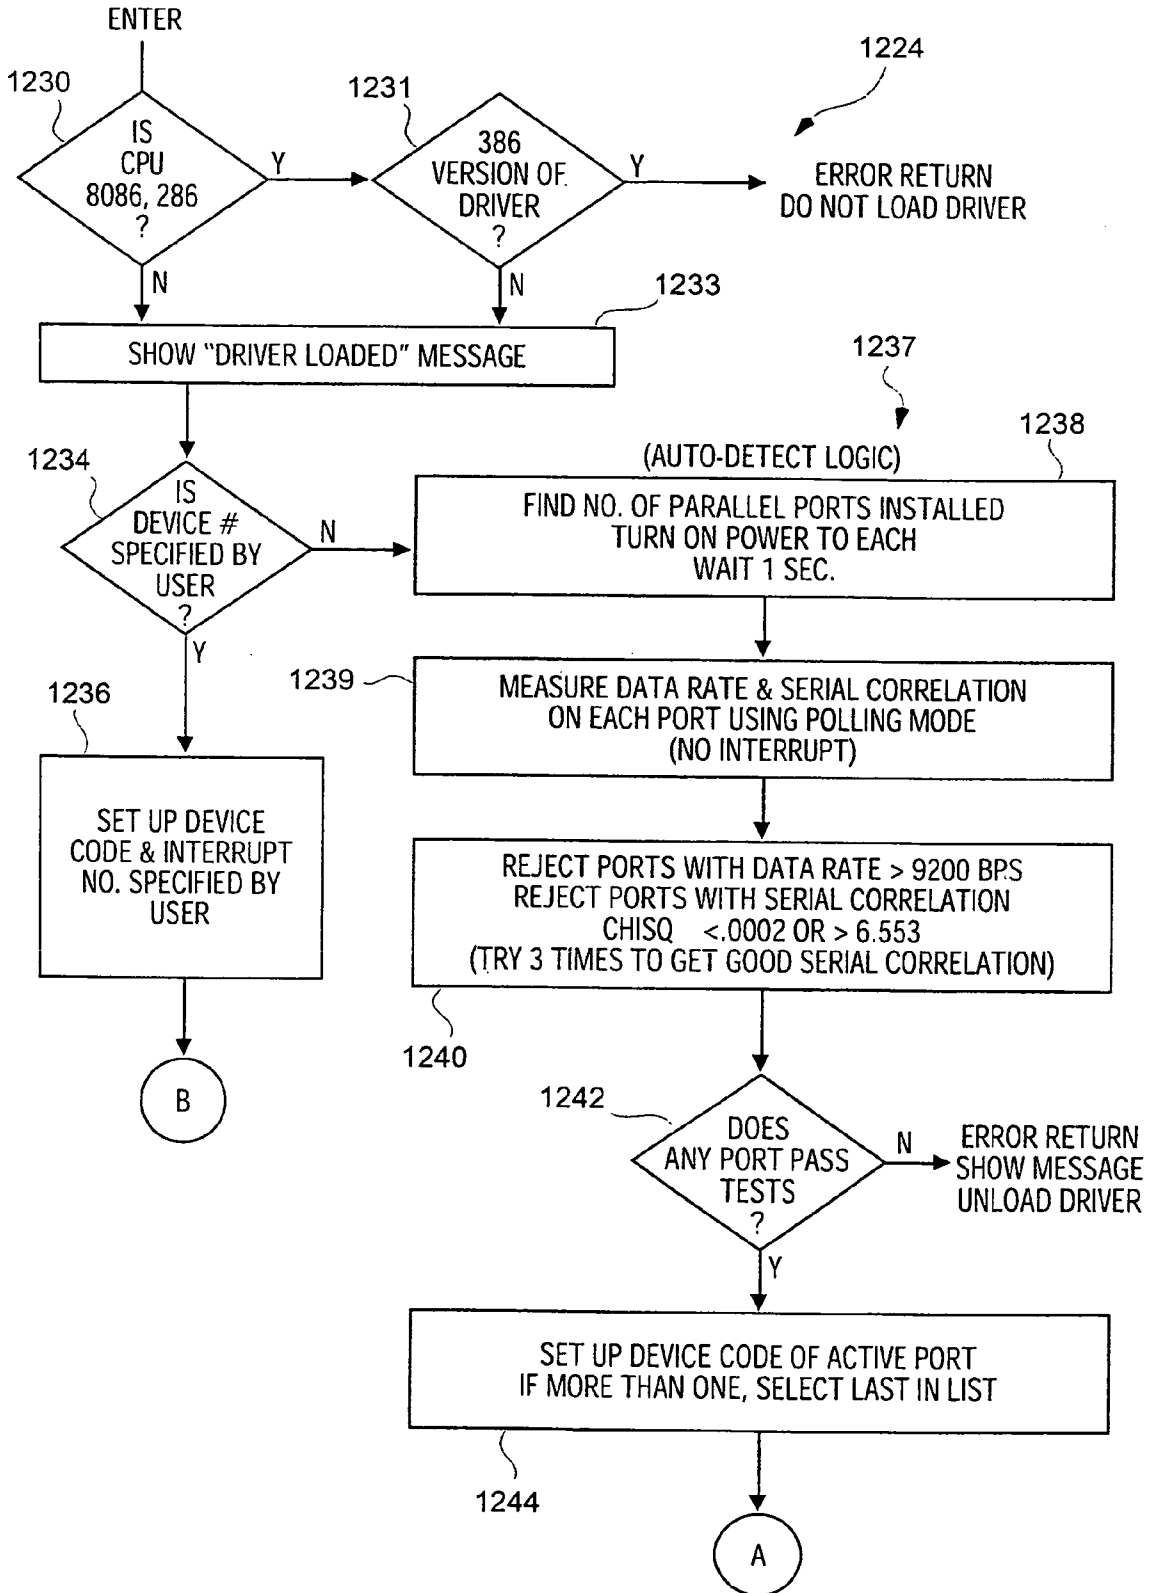 ENTER
1230
IS
CPU
8086, 286
?
Y
N
1231
386
VERSION OF.
DRIVER
?
Y
N
1224
ERROR RETURN
DO NOT LOAD DRIVER
1233
SHOW "DRIVER LOADED" MESSAGE
1234
IS
DEVICE #
SPECIFIED BY
USER
?
N
Y
1236
SET UP DEVICE
CODE & INTERRUPT
NO. SPECIFIED BY
USER
B
1237
(AUTO-DETECT LOGIC)
1238
FIND NO. OF PARALLEL PORTS INSTALLED
TURN ON POWER TO EACH
WAIT 1 SEC.
1239
MEASURE DATA RATE & SERIAL CORRELATION
ON EACH PORT USING POLLING MODE
(NO INTERRUPT)
REJECT PORTS WITH DATA RATE > 9200 BPS
REJECT PORTS WITH SERIAL CORRELATION
CHISQ <.0002 OR > 6.553
(TRY 3 TIMES TO GET GOOD SERIAL CORRELATION)
1240
1242
DOES
ANY PORT PASS
TESTS
?
N
Y
ERROR RETURN
SHOW MESSAGE
UNLOAD DRIVER
SET UP DEVICE CODE OF ACTIVE PORT
IF MORE THAN ONE, SELECT LAST IN LIST
1244
A